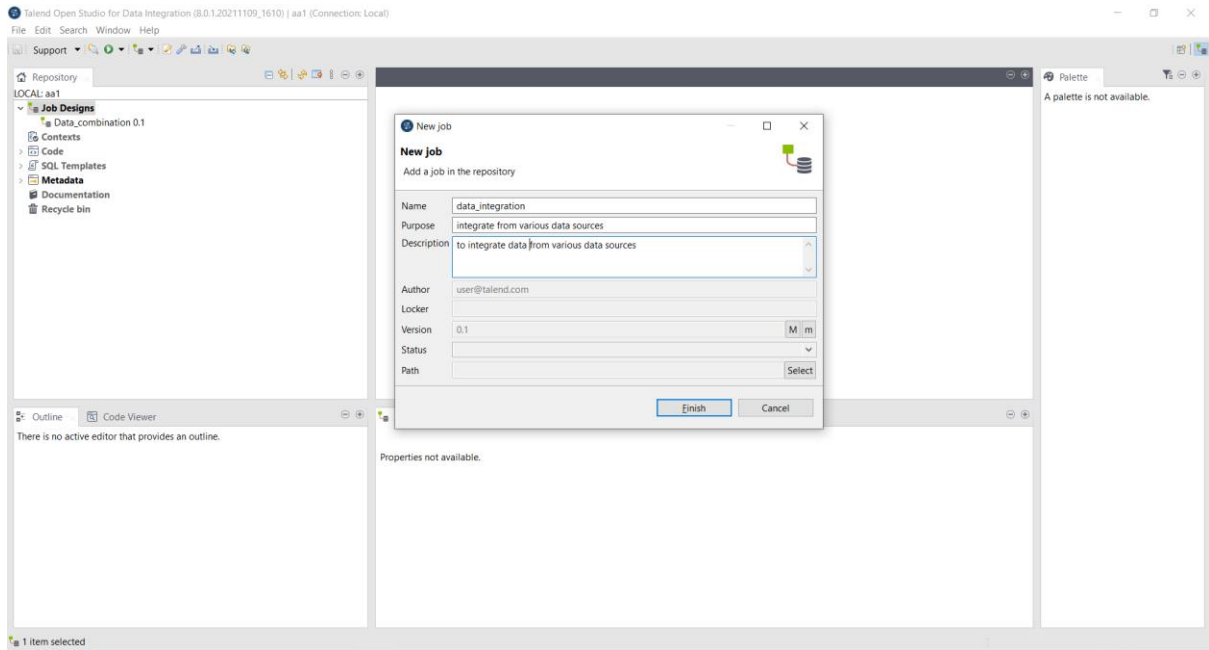 Talend Open Studio for Data Integration (8.0.1.20211109_1610) | aa1 (Connection: Local)
File Edit Search Window Help
Support
Repository
LOCAL: aa1
Job Designs
Data_combination 0.1
Contexts
Code
SQL Templates
Metadata
Documentation
Recycle bin
New job
New job
Add a job in the repository
Name data_integration
Purpose integrate from various data sources
Description to integrate data from various data sources
Author user@talend.com
Locker
Version 0.1 M m
Status
Path Select
Finish Cancel
Palette
A palette is not available.
Outline Code Viewer
There is no active editor that provides an outline.
Properties not available.
1 item selected